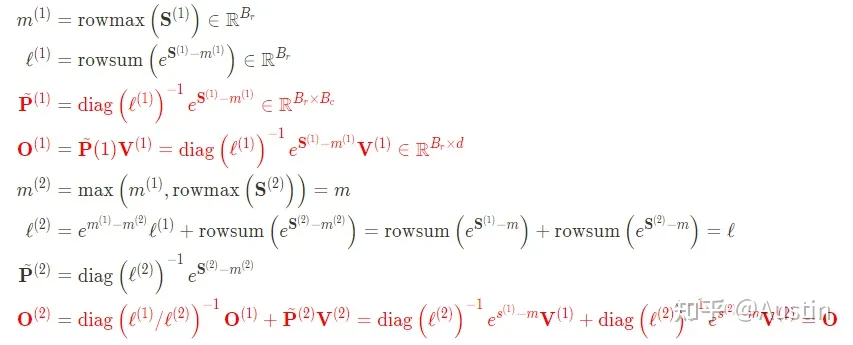 m^{(1)} = rowmax(S^{(1)}) ∈ ℝ^{B_r}
ℓ^{(1)} = rowsum(e^{S^{(1)}-m^{(1)}}) ∈ ℝ^{B_r}
P̃^{(1)} = diag(ℓ^{(1)})^{-1} e^{S^{(1)}-m^{(1)}} ∈ ℝ^{B_r×B_c}
O^{(1)} = P̃(1)V^{(1)} = diag(ℓ^{(1)})^{-1} e^{S^{(1)}-m^{(1)}} V^{(1)} ∈ ℝ^{B_r×d}
m^{(2)} = max(m^{(1)}, rowmax(S^{(2)})) = m
ℓ^{(2)} = e^{m^{(1)}-m^{(2)}} ℓ^{(1)} + rowsum(e^{S^{(2)}-m^{(2)}}) = rowsum(e^{S^{(1)}-m}) + rowsum(e^{S^{(2)}-m}) = ℓ
P̃^{(2)} = diag(ℓ^{(2)})^{-1} e^{S^{(2)}-m^{(2)}}
O^{(2)} = diag(ℓ^{(1)}/ℓ^{(2)})^{-1} O^{(1)} + P̃^{(2)}V^{(2)} = diag(ℓ^{(2)})^{-1} e^{s^{(1)}-m} V^{(1)} + diag(ℓ^{(2)})^{-1} e^{s^{(2)}-m} V^{(2)} = O
知乎 @Austin